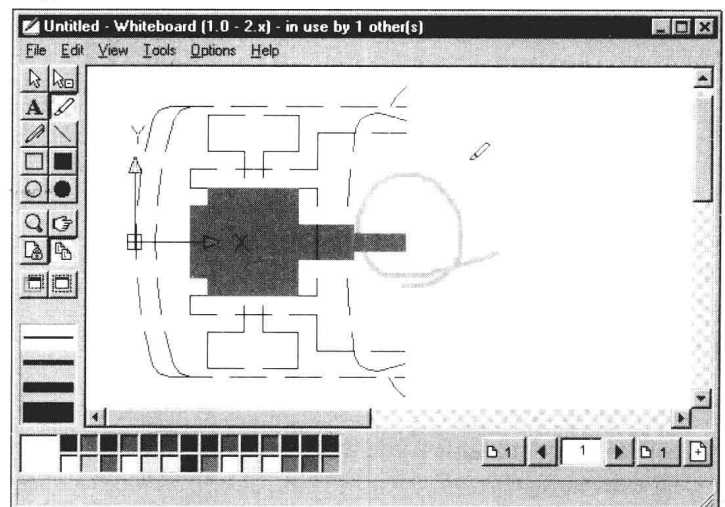 Untitled - Whiteboard (1.0 - 2.x) - in use by 1 other(s)
File Edit View Tools Options Help
A
Y
X
1 1 1